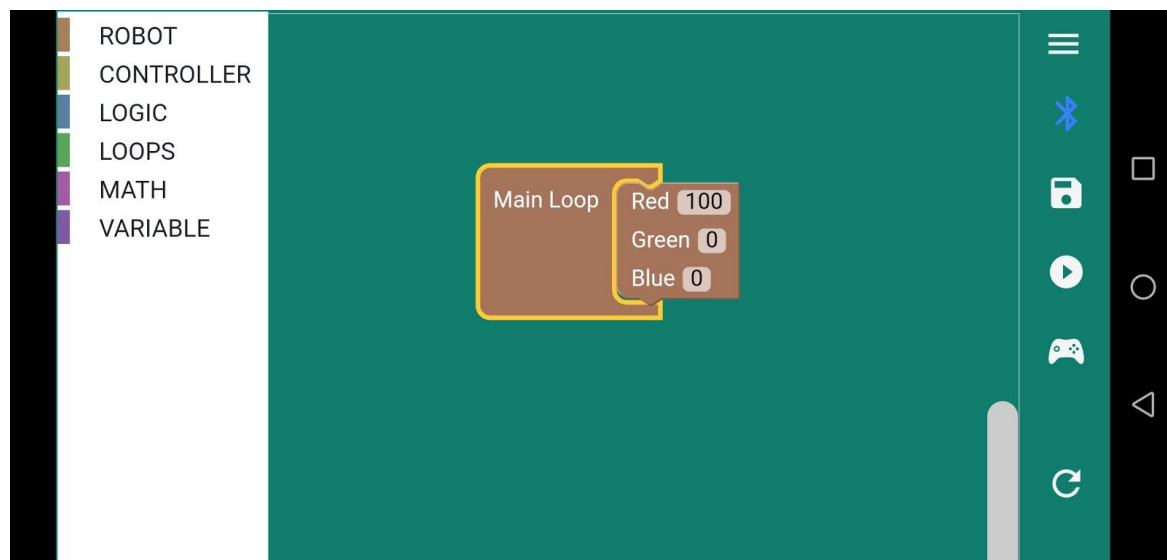 ROBOT
CONTROLLER
LOGIC
LOOPS
MATH
VARIABLE
Main Loop
Red 100
Green 0
Blue 0